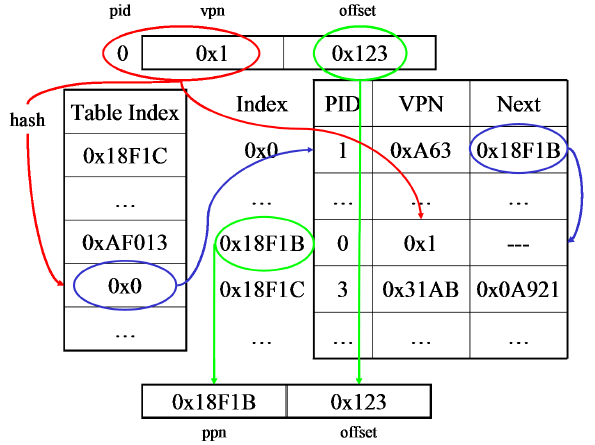 pid vpn offset
0 0x1 0x123
hash
Table Index Index PID VPN Next
0x18F1C 0x0 1 0xA63 0x18F1B
... ... ... ... ...
0xAF013 0x18F1B 0 0x1 ---
0x0 0x18F1C 3 0x31AB 0x0A921
... ... ... ... ...
0x18F1B 0x123
ppn offset